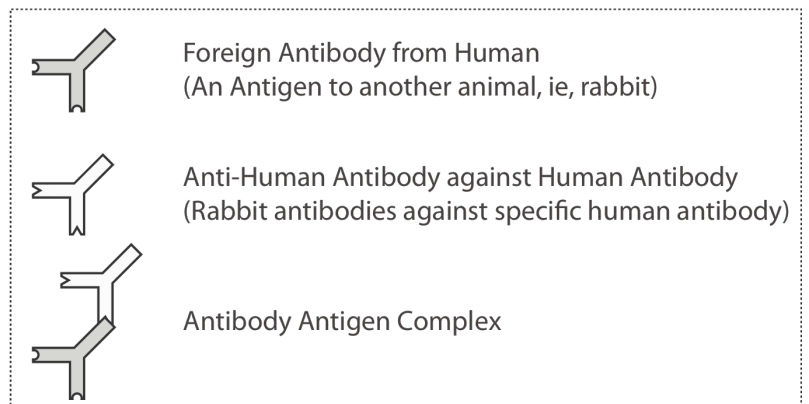 Foreign Antibody from Human
(An Antigen to another animal, ie, rabbit)
Anti-Human Antibody against Human Antibody
(Rabbit antibodies against specific human antibody)
Antibody Antigen Complex